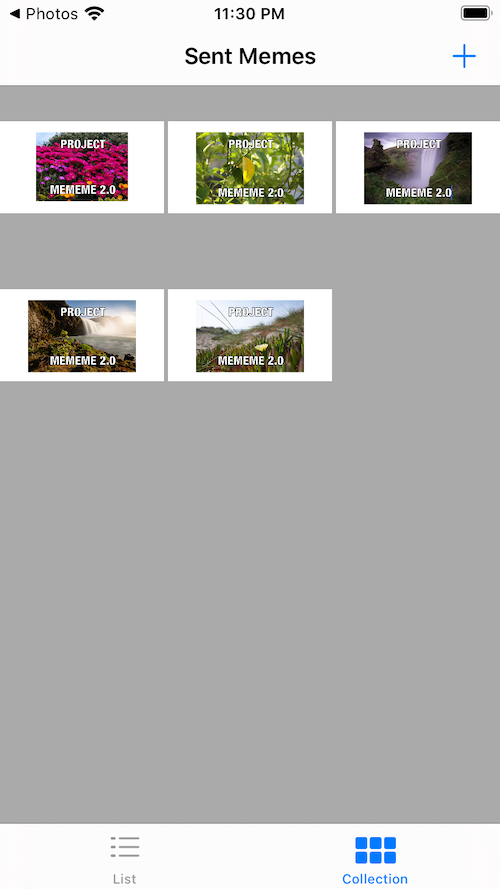 Photos
11:30 PM
Sent Memes
PROJECT
MEMEME 2.0
PROJECT
MEMEME 2.0
PROJECT
MEMEME 2.0
PROJECT
MEMEME 2.0
PROJECT
MEMEME 2.0
List
Collection